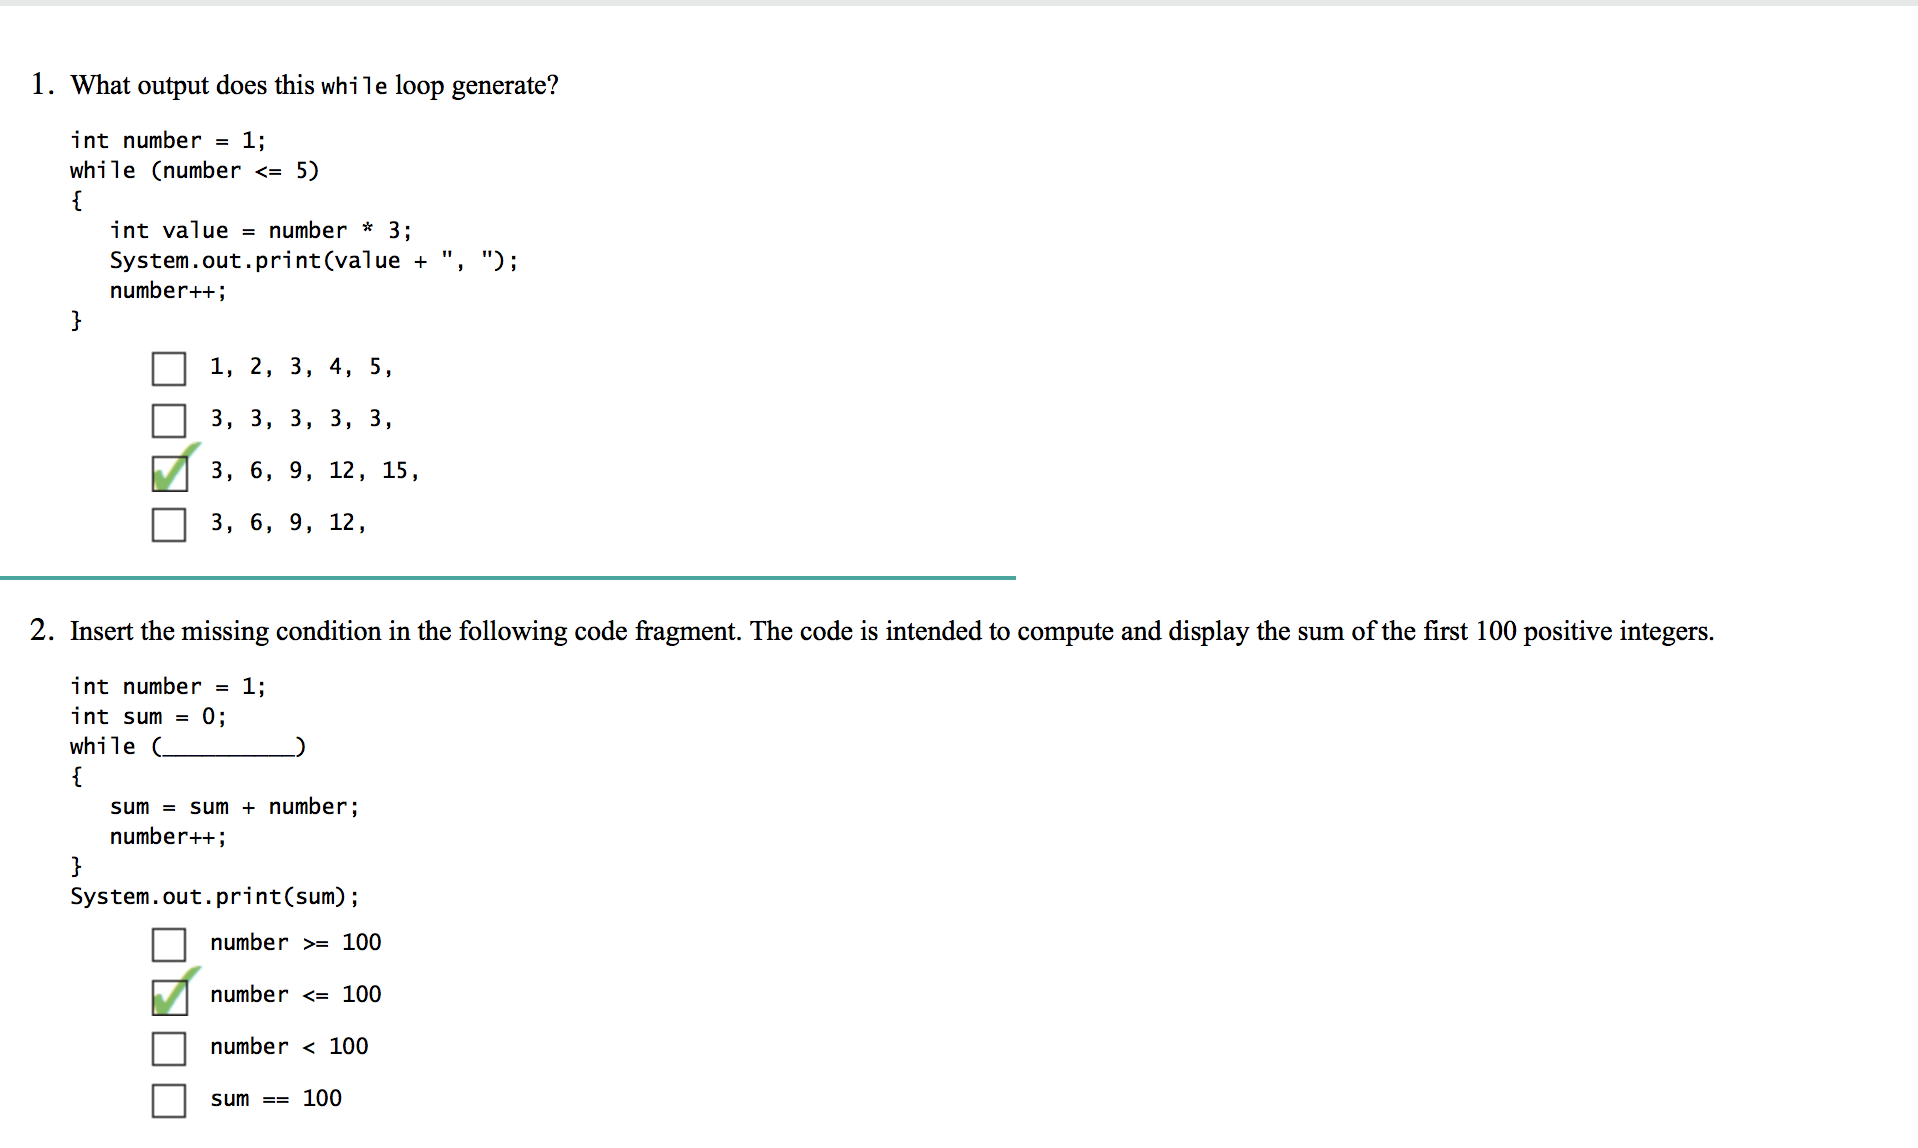 1. What output does this while loop generate?
int number = 1;
while (number <= 5)
{
   int value = number * 3;
   System.out.print(value + ", ");
   number++;
}
1, 2, 3, 4, 5,
3, 3, 3, 3, 3,
3, 6, 9, 12, 15,
3, 6, 9, 12,
2. Insert the missing condition in the following code fragment. The code is intended to compute and display the sum of the first 100 positive integers.
int number = 1;
int sum = 0;
while (__________)
{
   sum = sum + number;
   number++;
}
System.out.print(sum);
number >= 100
number <= 100
number < 100
sum == 100